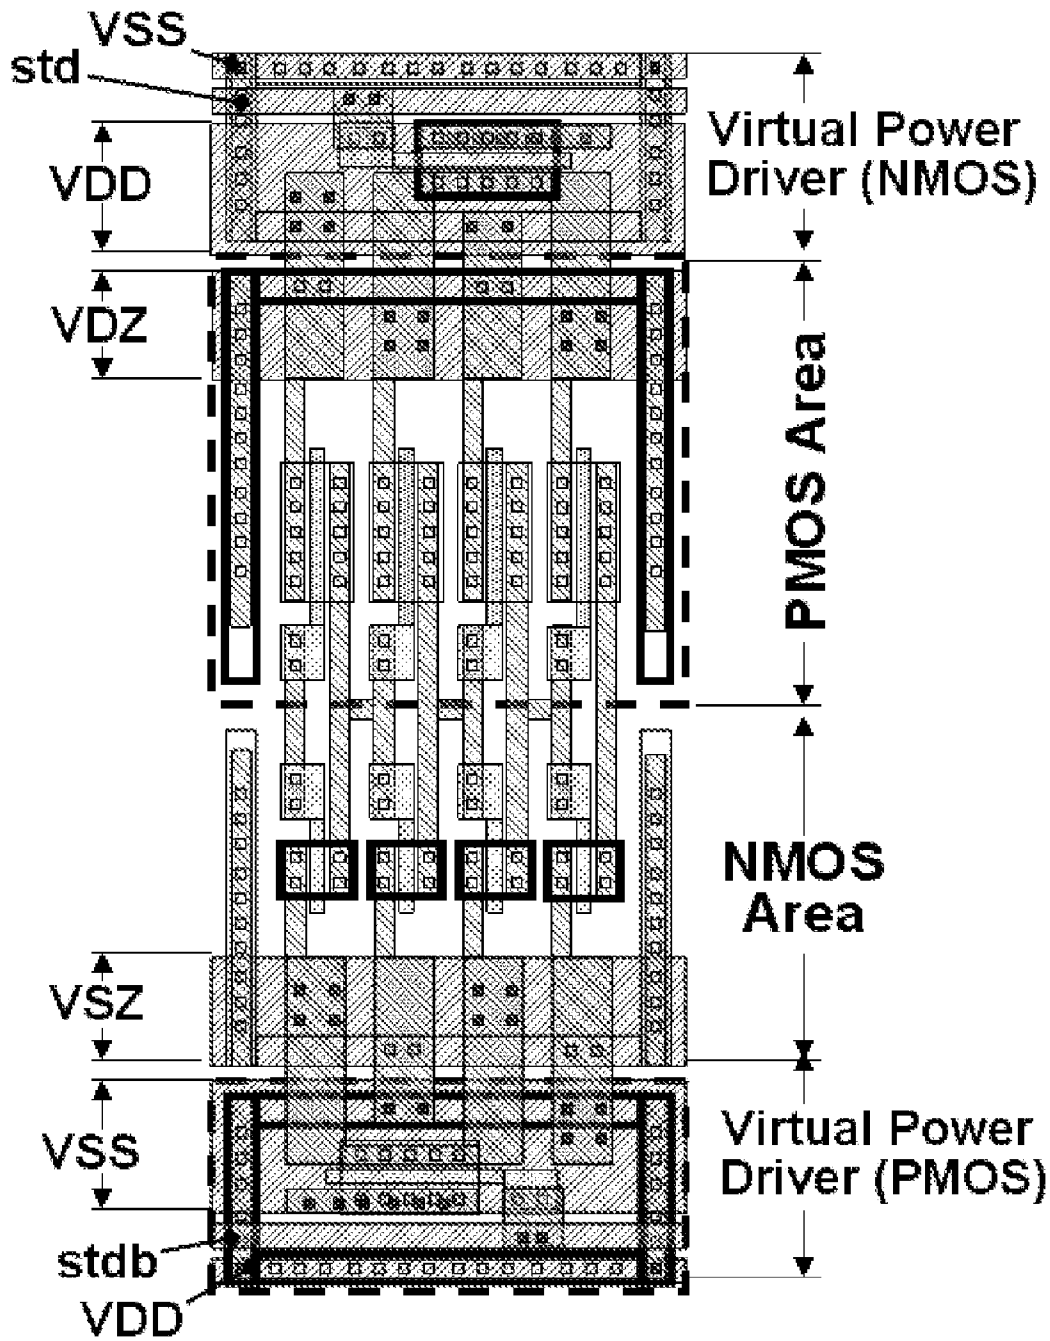 VSS
std
Virtual Power
Driver (NMOS)
VDD
VDZ
PMOS Area
NMOS
Area
VSZ
VSS
Virtual Power
Driver (PMOS)
stdb
VDD